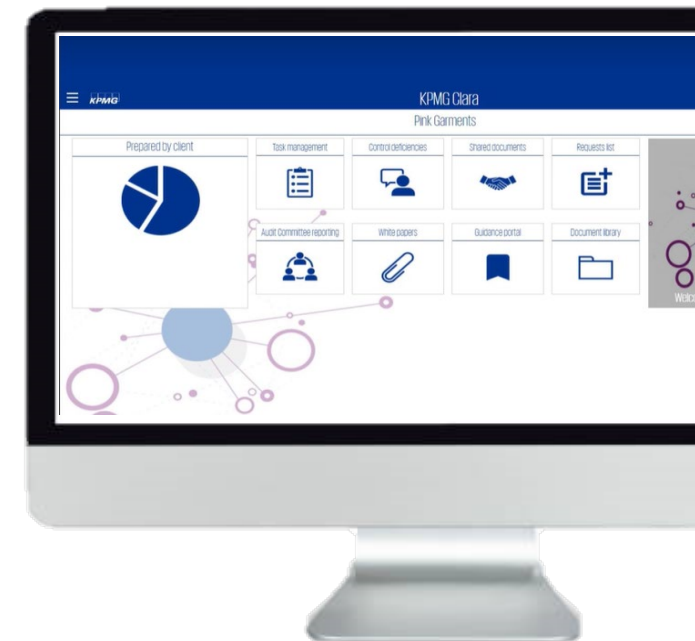 KPMG
KPMG Clara
Pink Garments
Prepared by client
Task management
Control deficiencies
Shared documents
Requests list
Audit Committee reporting
White papers
Guidance portal
Document library